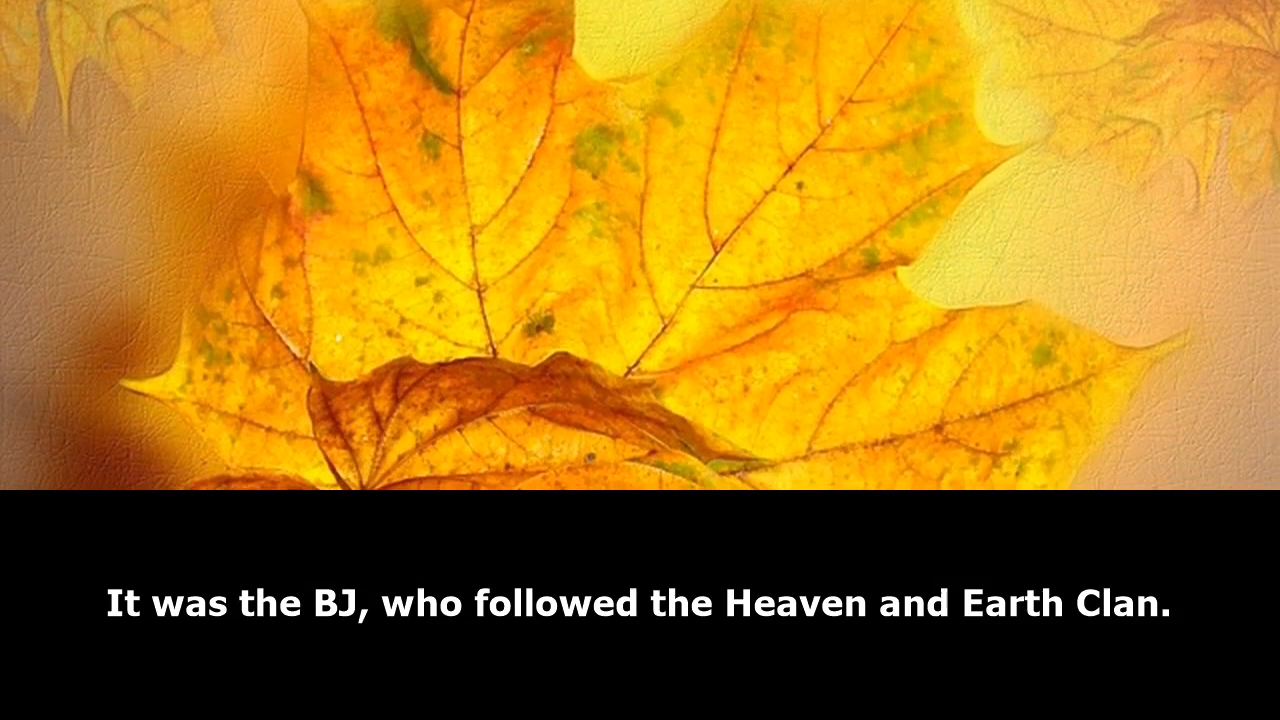 It was the BJ, who followed the Heaven and Earth Clan.